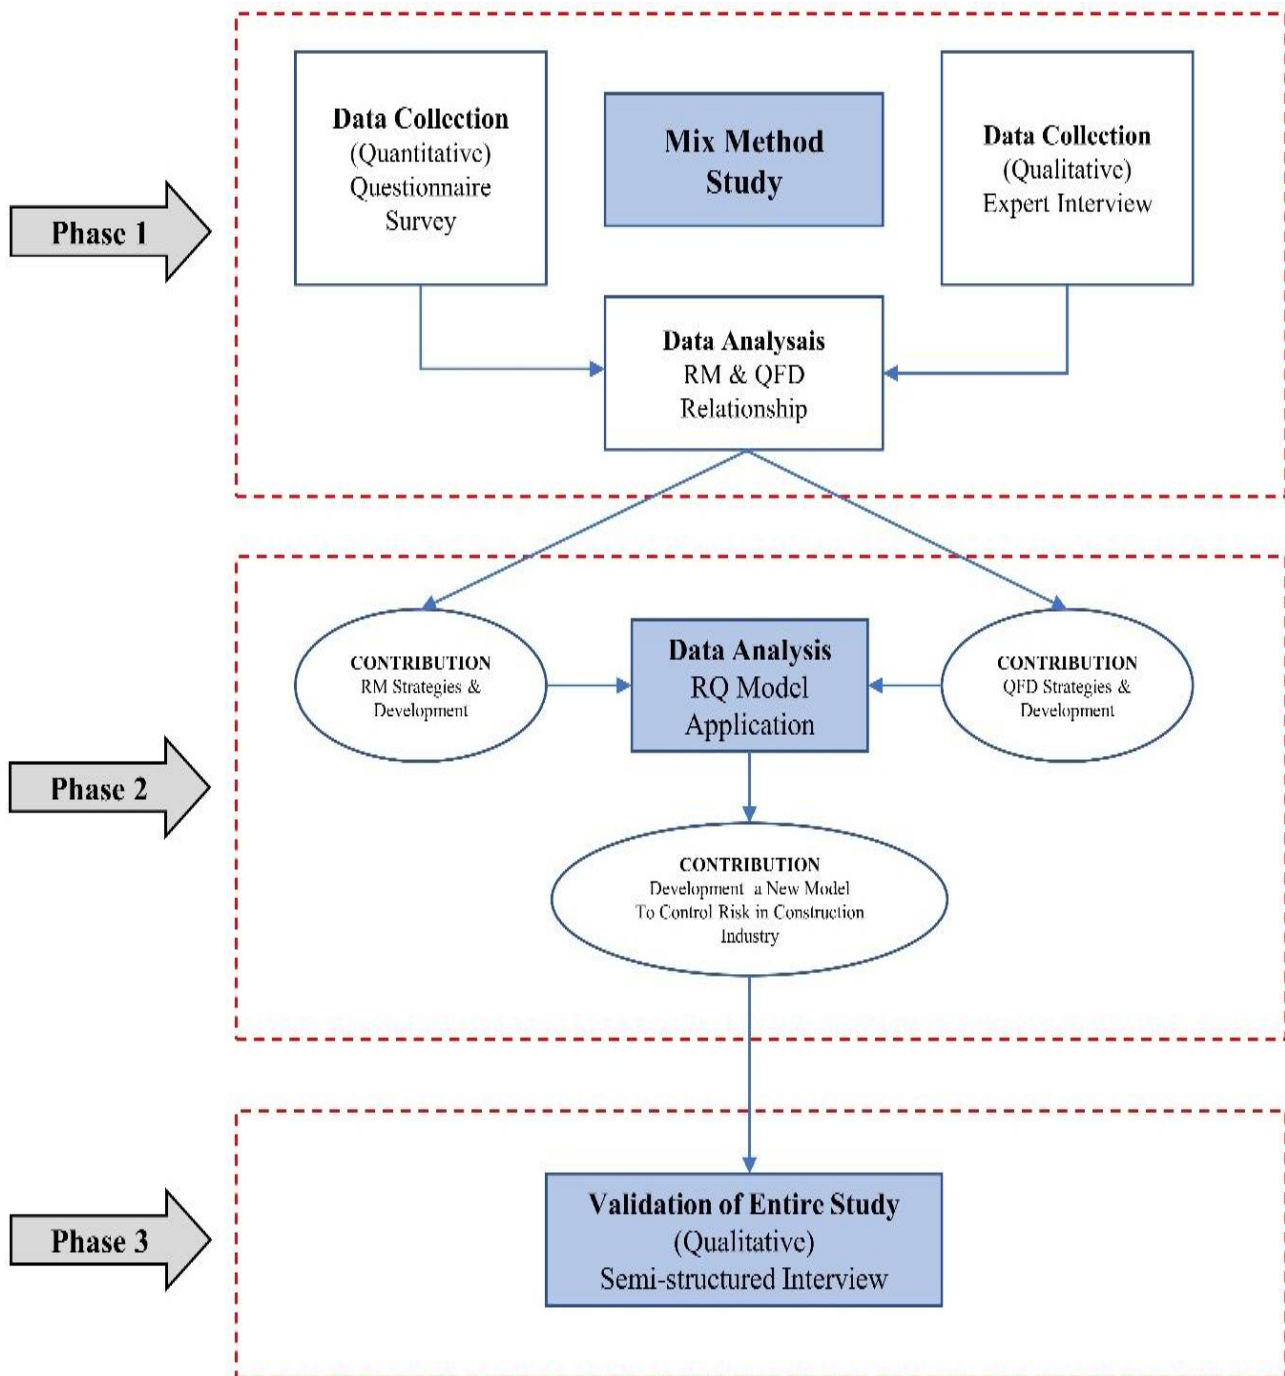 Phase 1
Data Collection
(Quantitative)
Questionnaire
Survey
Mix Method
Study
Data Collection
(Qualitative)
Expert Interview
Data Analysais
RM & QFD
Relationship
Phase 2
CONTRIBUTION
RM Strategies &
Development
Data Analysis
RQ Model
Application
CONTRIBUTION
QFD Strategies &
Development
CONTRIBUTION
Development a New Model
To Control Risk in Construction
Industry
Phase 3
Validation of Entire Study
(Qualitative)
Semi-structured Interview